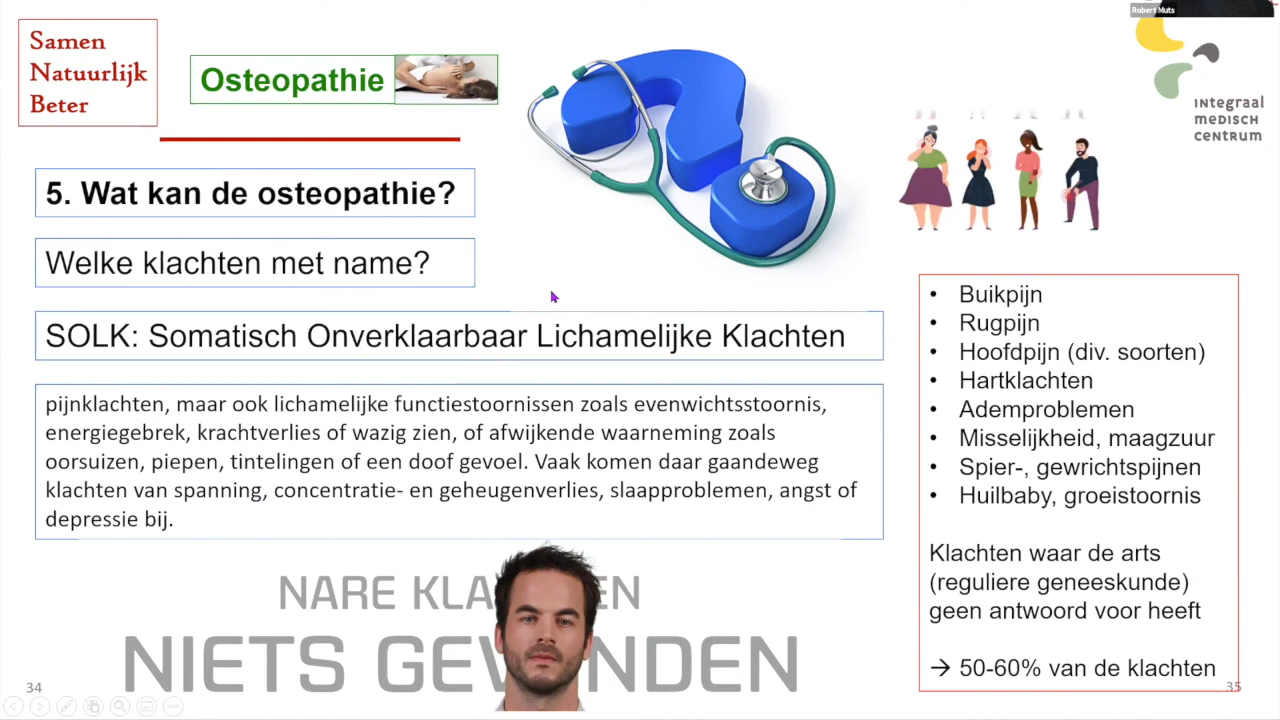 Robert Muts
Samen
Natuurlijk
Beter
Osteopathie
INTEGRAAL
MEDISCH
CENTRUM
5. Wat kan de osteopathie?
Welke klachten met name?
SOLK: Somatisch Onverklaarbaar Lichamelijke Klachten
pijnklachten, maar ook lichamelijke functiestoornissen zoals evenwichtsstoornis,
energiegebrek, krachtverlies of wazig zien, of afwijkende waarneming zoals
oorsuizen, piepen, tintelingen of een doof gevoel. Vaak komen daar gaandeweg
klachten van spanning, concentratie- en geheugenverlies, slaapproblemen, angst of
depressie bij.
• Buikpijn
• Rugpijn
• Hoofdpijn (div. soorten)
• Hartklachten
• Ademproblemen
• Misselijkheid, maagzuur
• Spier-, gewrichtspijnen
• Huilbaby, groeistoornis
Klachten waar de arts
(reguliere geneeskunde)
geen antwoord voor heeft
→ 50-60% van de klachten
NARE KLA EN
NIETS GE NDEN
34
35